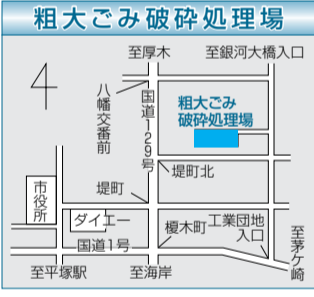 粗大ごみ破砕処理場
至厚木
至銀河大橋入口
八幡交番前
国道129号
粗大ごみ
破砕処理場
堤町北
市役所
堤町
ダイエー
榎木町
工業団地
入口
国道1号
至茅ケ崎
至平塚駅
至海岸